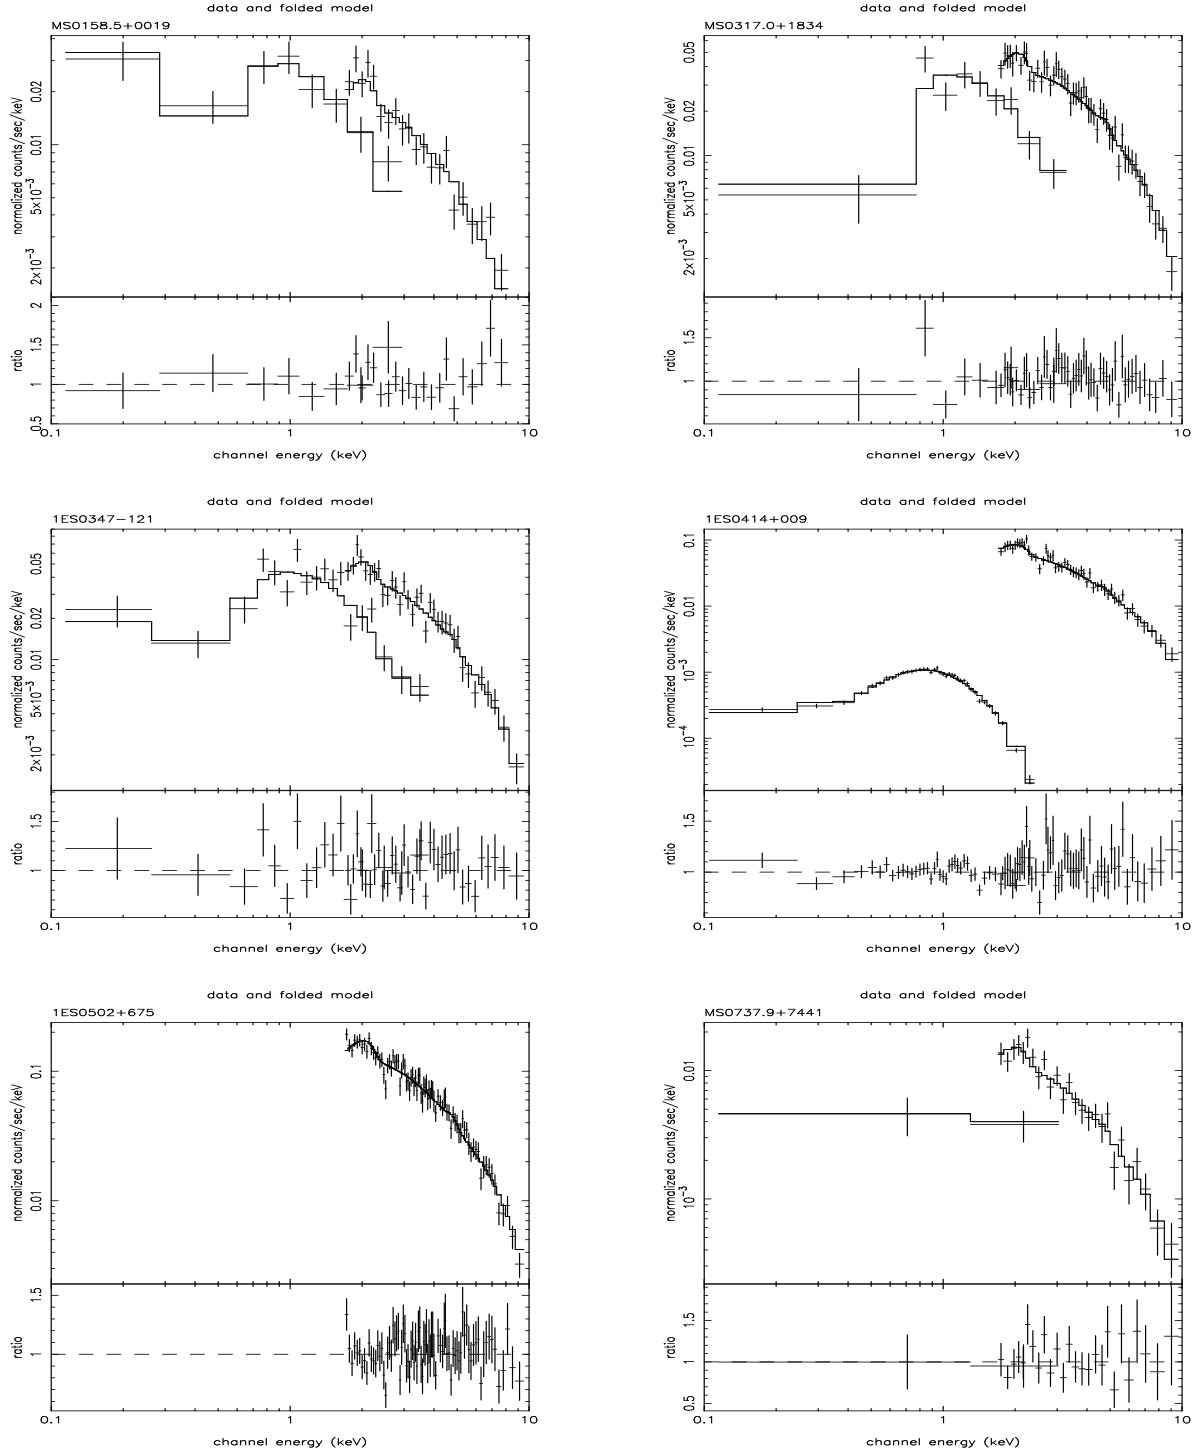 data and folded model
MS0158.5+0019
normalized counts/sec/keV
0.02
0.01
5×10⁻³
2×10⁻³
ratio
2
1.5
1
0.5
0.1
1
10
channel energy (keV)
data and folded model
MS0317.0+1834
normalized counts/sec/keV
0.05
0.02
0.01
5×10⁻³
2×10⁻³
ratio
1.5
1
0.1
1
10
channel energy (keV)
data and folded model
1ES0347−121
normalized counts/sec/keV
0.05
0.02
0.01
5×10⁻³
2×10⁻³
ratio
1.5
1
0.1
1
10
channel energy (keV)
data and folded model
1ES0414+009
normalized counts/sec/keV
0.1
0.01
10⁻³
10⁻⁴
ratio
1.5
1
0.1
1
10
channel energy (keV)
data and folded model
1ES0502+675
normalized counts/sec/keV
0.1
0.01
ratio
1.5
1
0.1
1
10
channel energy (keV)
data and folded model
MS0737.9+7441
normalized counts/sec/keV
0.01
10⁻³
ratio
1.5
1
0.5
0.1
1
10
channel energy (keV)